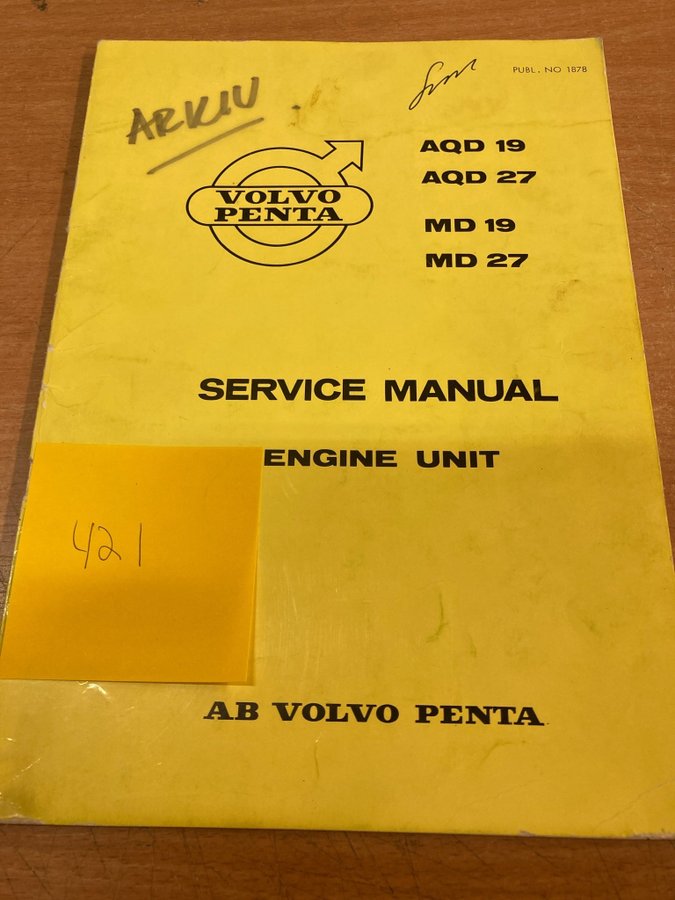 PUBL. NO 1878
ARKIV
VOLVO
PENTA
AQD 19
AQD 27
MD 19
MD 27
SERVICE MANUAL
ENGINE UNIT
421
AB VOLVO PENTA